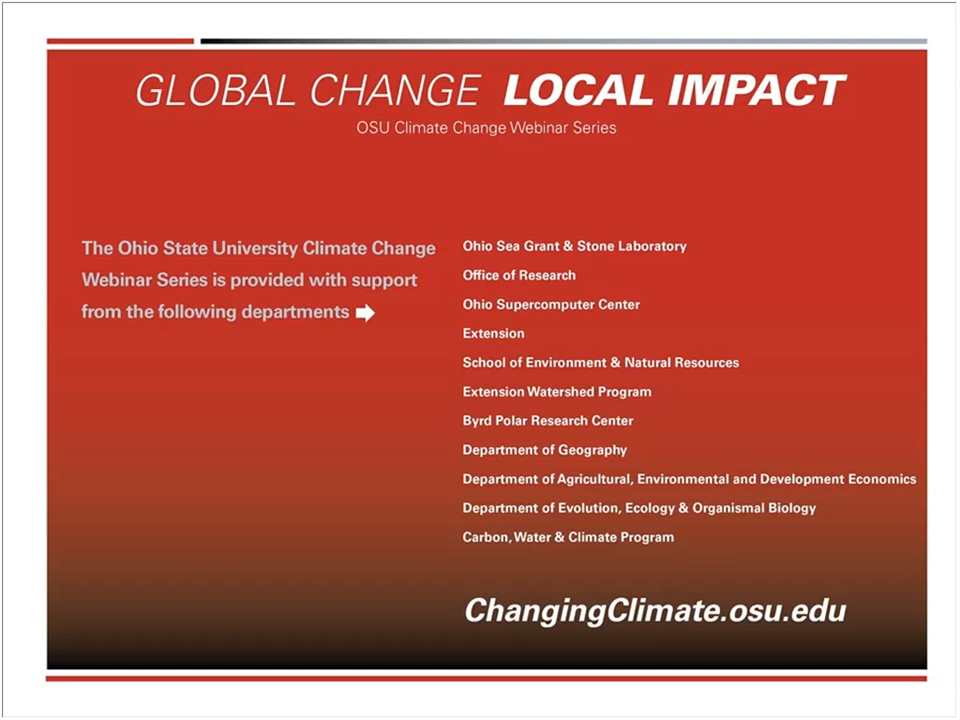 GLOBAL CHANGE LOCAL IMPACT
OSU Climate Change Webinar Series
The Ohio State University Climate Change
Webinar Series is provided with support
from the following departments
Ohio Sea Grant & Stone Laboratory
Office of Research
Ohio Supercomputer Center
Extension
School of Environment & Natural Resources
Extension Watershed Program
Byrd Polar Research Center
Department of Geography
Department of Agricultural, Environmental and Development Economics
Department of Evolution, Ecology & Organismal Biology
Carbon, Water & Climate Program
ChangingClimate.osu.edu